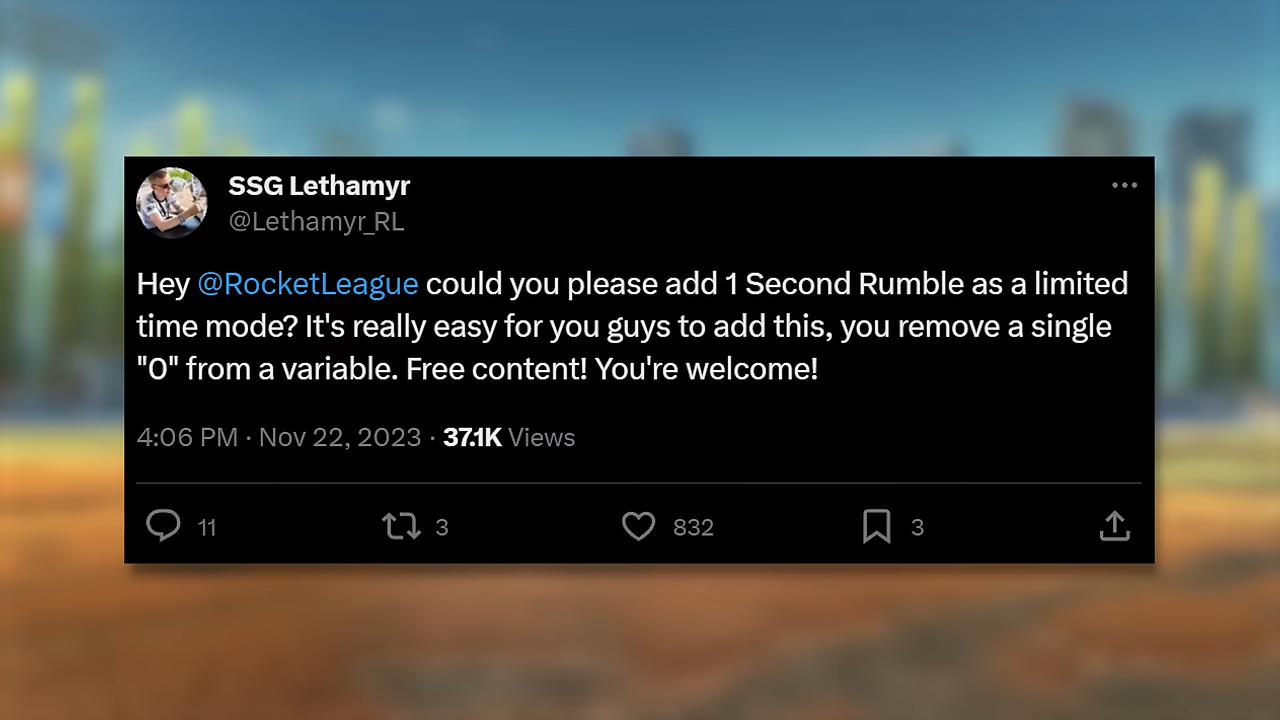 SSG Lethamyr
@Lethamyr_RL
Hey @RocketLeague could you please add 1 Second Rumble as a limited
time mode? It's really easy for you guys to add this, you remove a single
"0" from a variable. Free content! You're welcome!
4:06 PM · Nov 22, 2023 · 37.1K Views
11 3 832 3